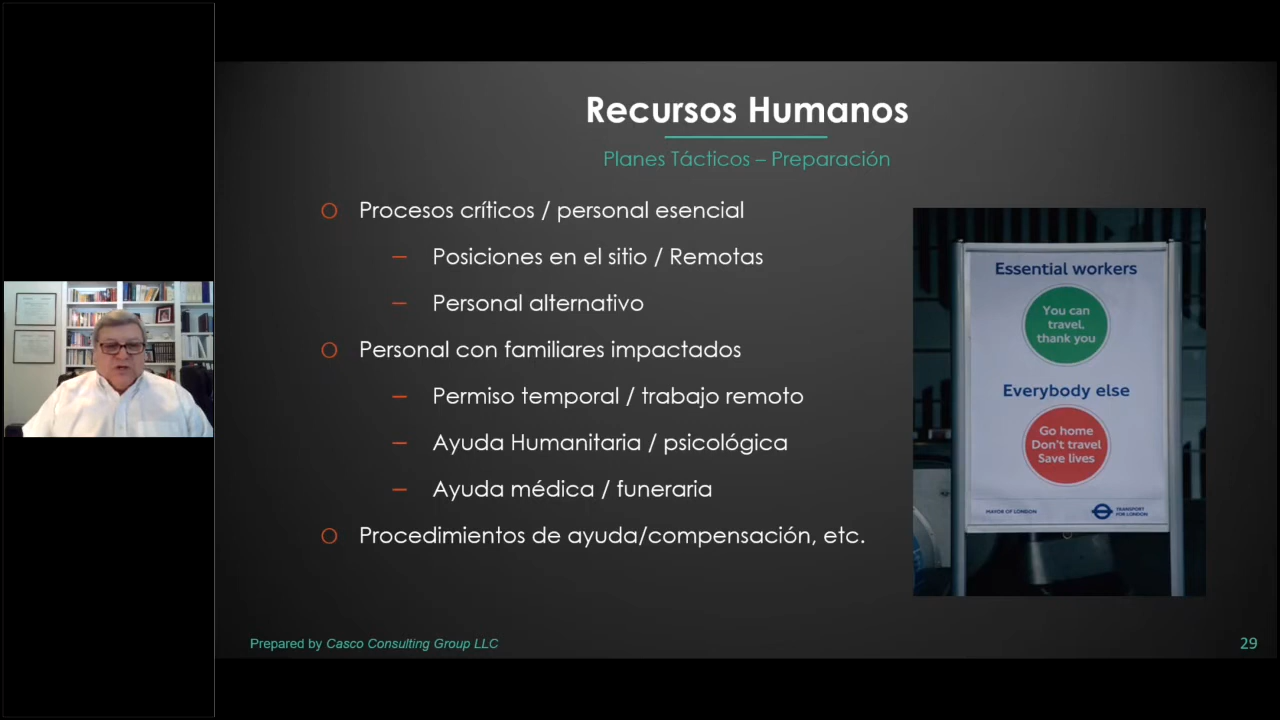 Recursos Humanos
Planes Tácticos – Preparación
O Procesos críticos / personal esencial
– Posiciones en el sitio / Remotas
– Personal alternativo
O Personal con familiares impactados
– Permiso temporal / trabajo remoto
– Ayuda Humanitaria / psicológica
– Ayuda médica / funeraria
O Procedimientos de ayuda/compensación, etc.
Essential workers
You can
travel,
thank you
Everybody else
Go home
Don't travel
Save lives
MAYOR OF LONDON
TRANSPORT
FOR LONDON
Prepared by Casco Consulting Group LLC
29